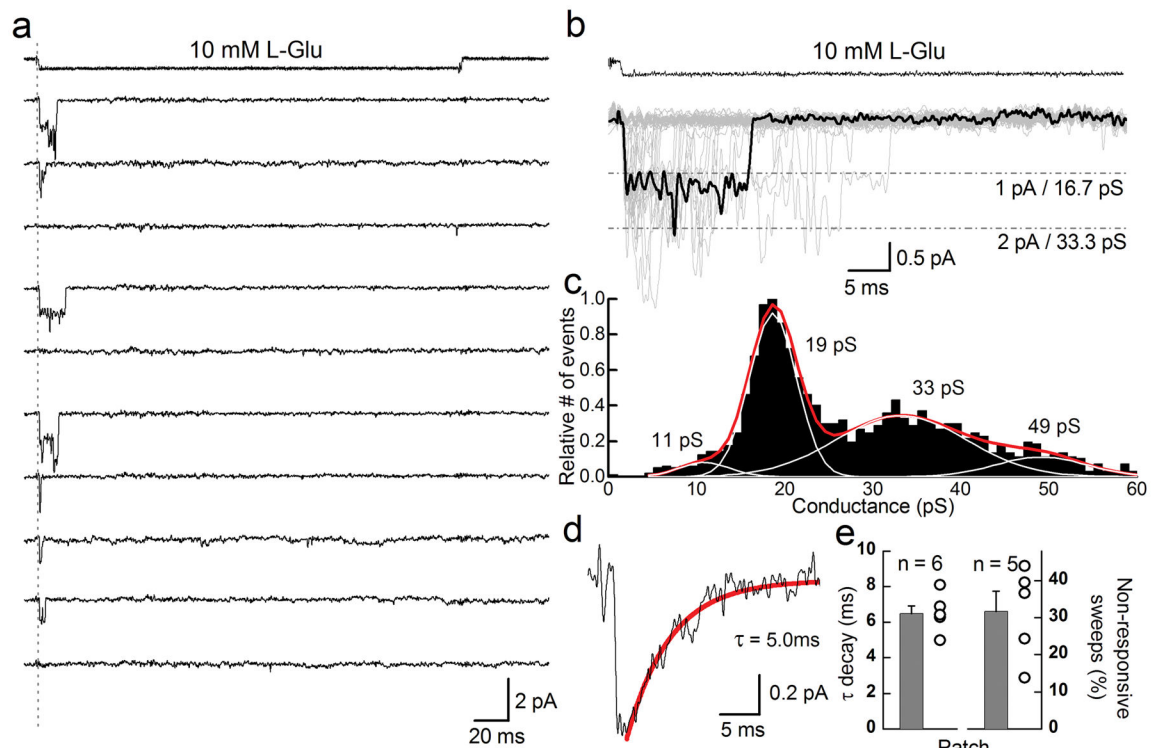 a
10 mM L-Glu
2 pA
20 ms
b
10 mM L-Glu
1 pA / 16.7 pS
2 pA / 33.3 pS
0.5 pA
5 ms
c
Relative # of events
1.0
0.8
0.6
0.4
0.2
0.0
11 pS
19 pS
33 pS
49 pS
0 10 20 30 40 50 60
Conductance (pS)
d
τ = 5.0ms
0.2 pA
5 ms
e
τ decay (ms)
10
8
6
4
2
0
n = 6
n = 5
40
30
20
10
0
Non-responsive
sweeps (%)
Patch